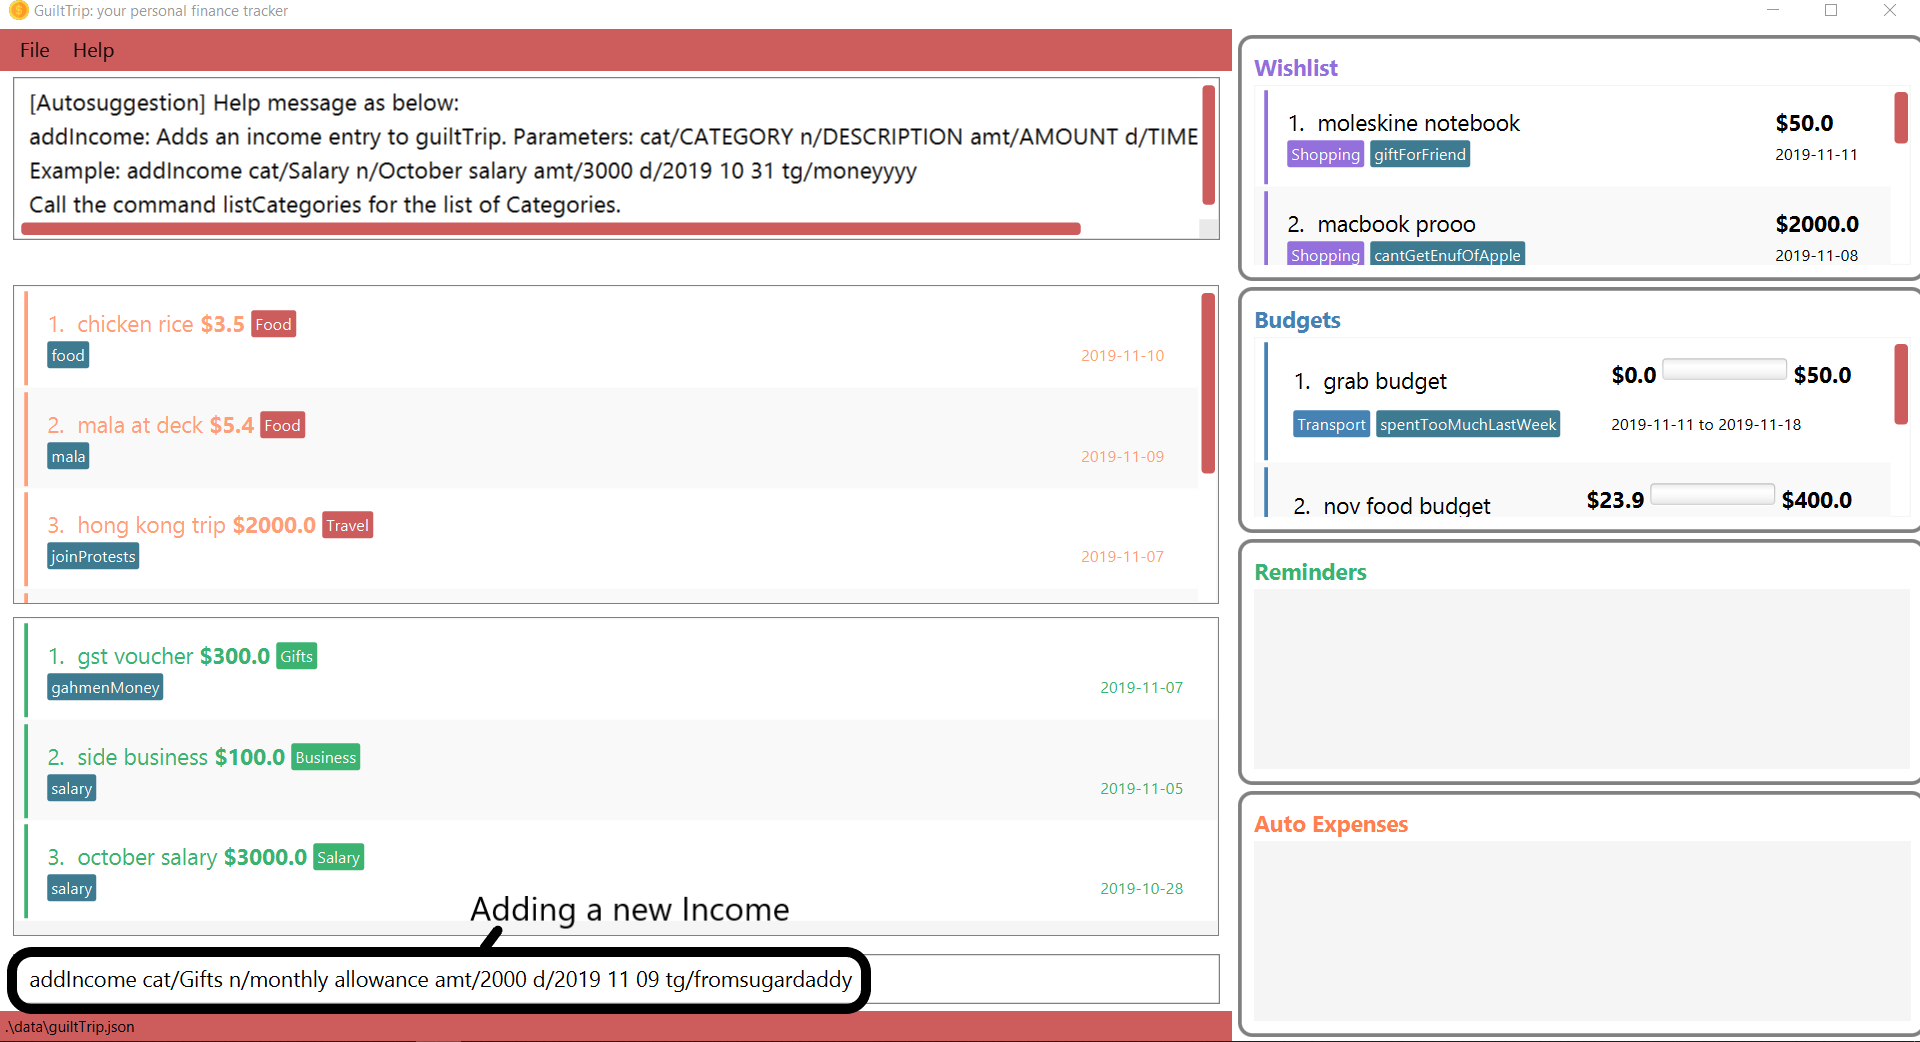 GuiltTrip: your personal finance tracker
File Help
[Autosuggestion] Help message as below:
addIncome: Adds an income entry to guiltTrip. Parameters: cat/CATEGORY n/DESCRIPTION amt/AMOUNT d/TIME
Example: addIncome cat/Salary n/October salary amt/3000 d/2019 10 31 tg/moneyyyy
Call the command listCategories for the list of Categories.
1. chicken rice $3.5 Food
food 2019-11-10
2. mala at deck $5.4 Food
mala 2019-11-09
3. hong kong trip $2000.0 Travel
joinProtests 2019-11-07
1. gst voucher $300.0 Gifts
gahmenMoney 2019-11-07
2. side business $100.0 Business
salary 2019-11-05
3. october salary $3000.0 Salary
salary 2019-10-28
Adding a new Income
addIncome cat/Gifts n/monthly allowance amt/2000 d/2019 11 09 tg/fromsugardaddy
.\data\guiltTrip.json
Wishlist
1. moleskine notebook $50.0
Shopping giftForFriend 2019-11-11
2. macbook prooo $2000.0
Shopping cantGetEnufOfApple 2019-11-08
Budgets
1. grab budget $0.0 $50.0
Transport spentTooMuchLastWeek 2019-11-11 to 2019-11-18
2. nov food budget $23.9 $400.0
Reminders
Auto Expenses